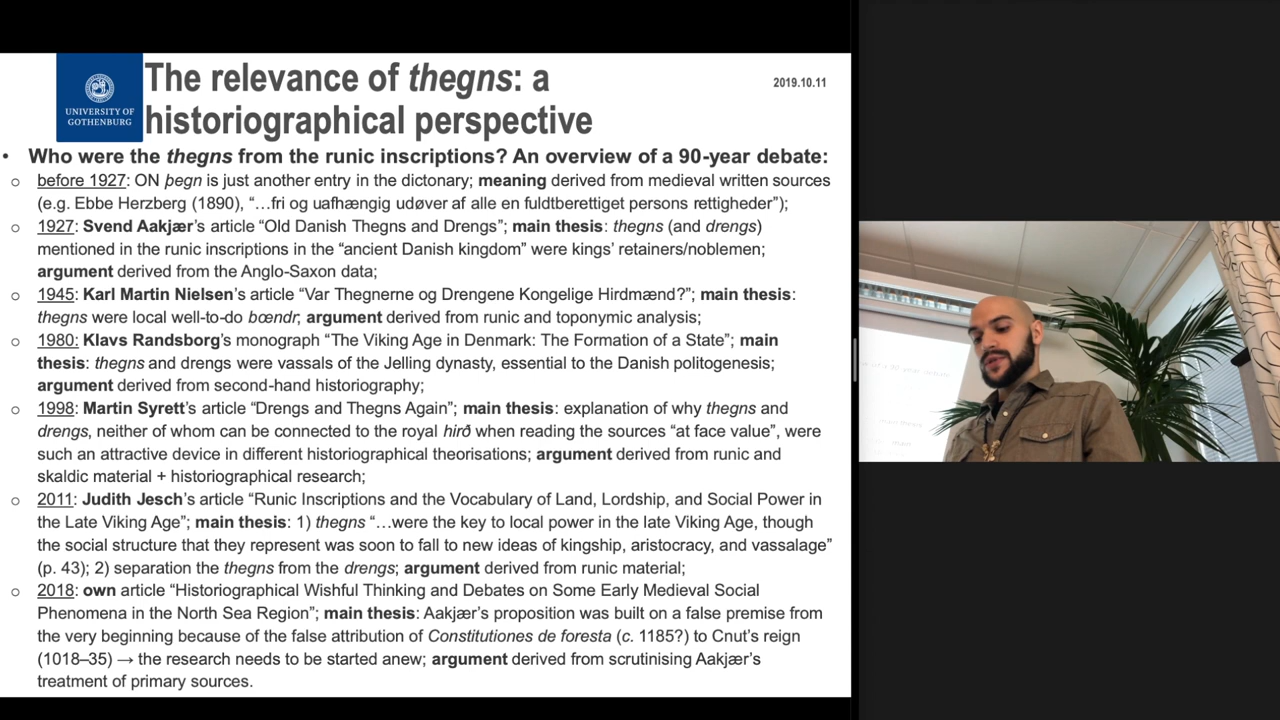 The relevance of thegns: a
historiographical perspective
2019.10.11
UNIVERSITY OF
GOTHENBURG
• Who were the thegns from the runic inscriptions? An overview of a 90-year debate:
○ before 1927: ON þegn is just another entry in the dictonary; meaning derived from medieval written sources
(e.g. Ebbe Herzberg (1890), “…fri og uafhængig udøver af alle en fuldtberettiget persons rettigheder”);
○ 1927: Svend Aakjær’s article “Old Danish Thegns and Drengs”; main thesis: thegns (and drengs)
mentioned in the runic inscriptions in the “ancient Danish kingdom” were kings’ retainers/noblemen;
argument derived from the Anglo-Saxon data;
○ 1945: Karl Martin Nielsen’s article “Var Thegnerne og Drengene Kongelige Hirdmænd?”; main thesis:
thegns were local well-to-do bœndr; argument derived from runic and toponymic analysis;
○ 1980: Klavs Randsborg’s monograph “The Viking Age in Denmark: The Formation of a State”; main
thesis: thegns and drengs were vassals of the Jelling dynasty, essential to the Danish politogenesis;
argument derived from second-hand historiography;
○ 1998: Martin Syrett’s article “Drengs and Thegns Again”; main thesis: explanation of why thegns and
drengs, neither of whom can be connected to the royal hirð when reading the sources “at face value”, were
such an attractive device in different historiographical theorisations; argument derived from runic and
skaldic material + historiographical research;
○ 2011: Judith Jesch’s article “Runic Inscriptions and the Vocabulary of Land, Lordship, and Social Power in
the Late Viking Age”; main thesis: 1) thegns “…were the key to local power in the late Viking Age, though
the social structure that they represent was soon to fall to new ideas of kingship, aristocracy, and vassalage”
(p. 43); 2) separation the thegns from the drengs; argument derived from runic material;
○ 2018: own article “Historiographical Wishful Thinking and Debates on Some Early Medieval Social
Phenomena in the North Sea Region”; main thesis: Aakjær’s proposition was built on a false premise from
the very beginning because of the false attribution of Constitutiones de foresta (c. 1185?) to Cnut’s reign
(1018–35) → the research needs to be started anew; argument derived from scrutinising Aakjær’s
treatment of primary sources.